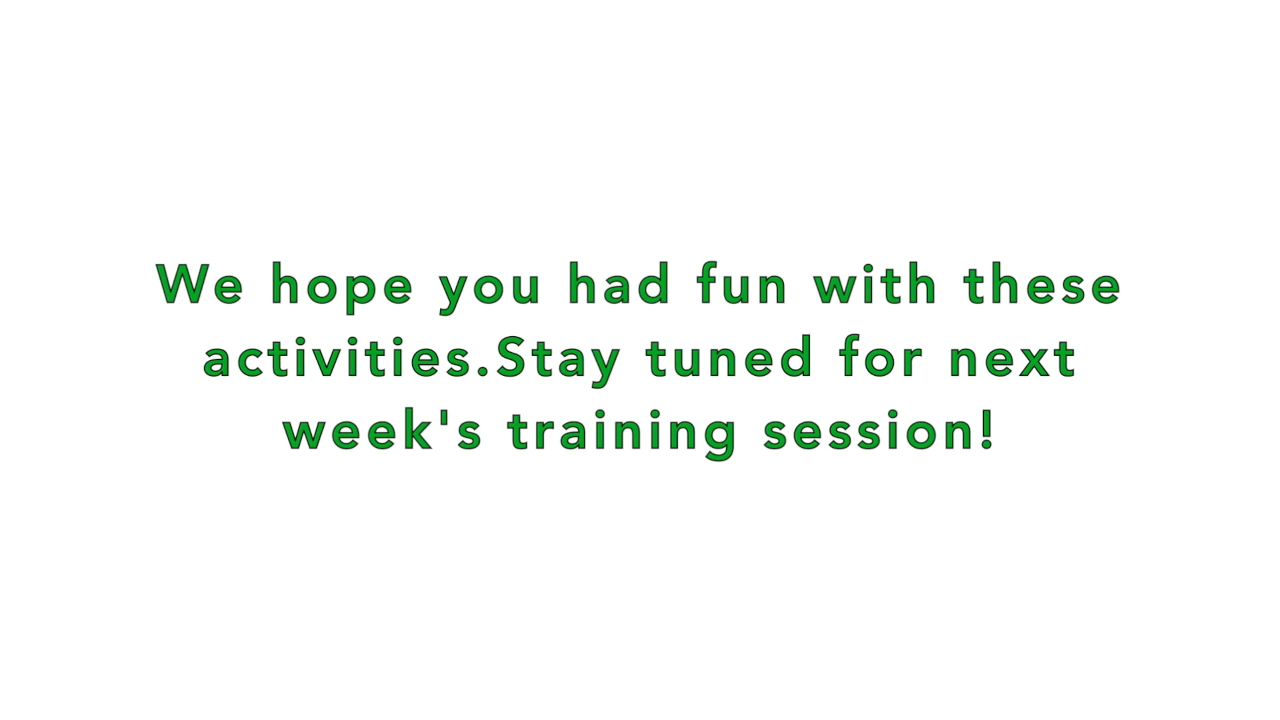 We hope you had fun with these
activities.Stay tuned for next
week's training session!